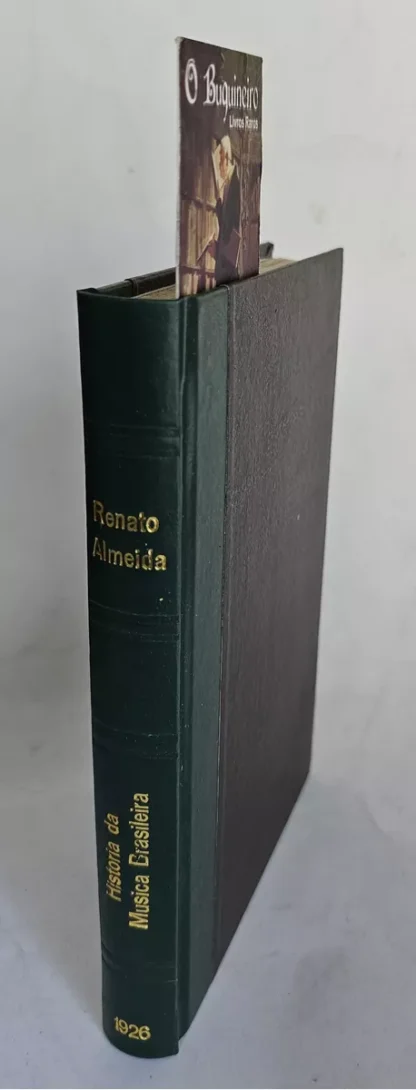 O Buquineiro
Livros Raros
Renato
Almeida
Historia da
Musica Brasileira
1926